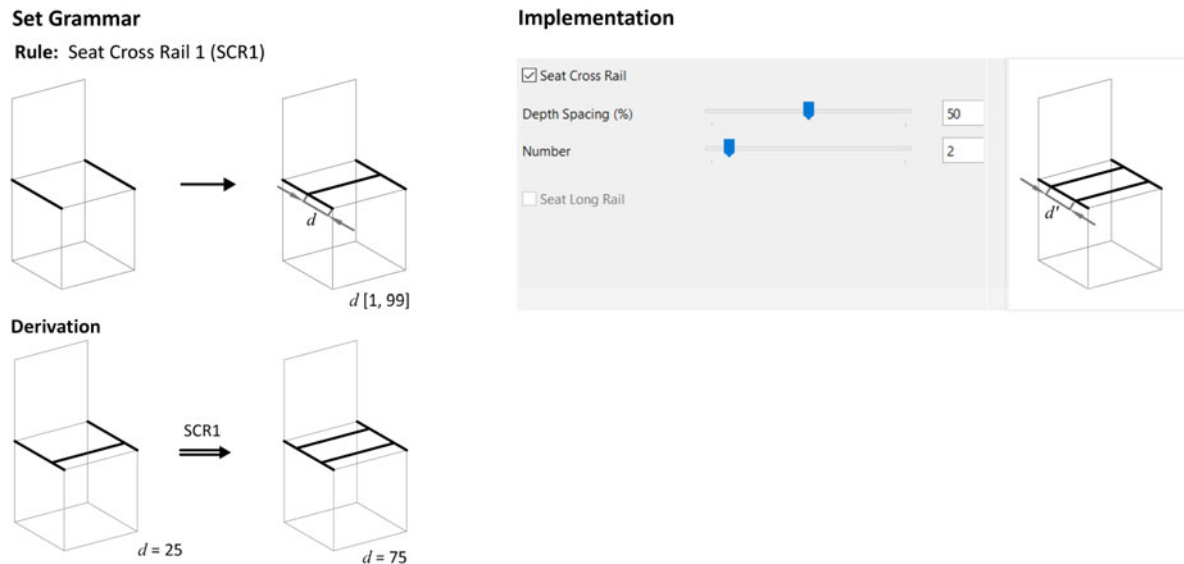 Set Grammar
Rule: Seat Cross Rail 1 (SCR1)
d
d [1, 99]
Derivation
SCR1
d = 25
d = 75
Implementation
Seat Cross Rail
Depth Spacing (%)
50
Number
2
Seat Long Rail
d'